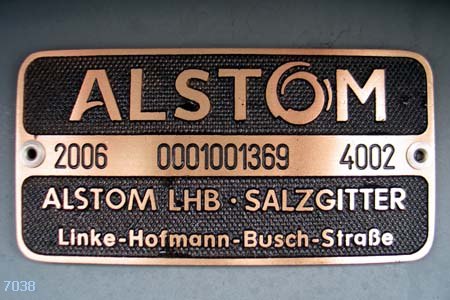 ALSTOM
2006 0001001369 4002
ALSTOM LHB · SALZGITTER
Linke-Hofmann-Busch-Straße
7038